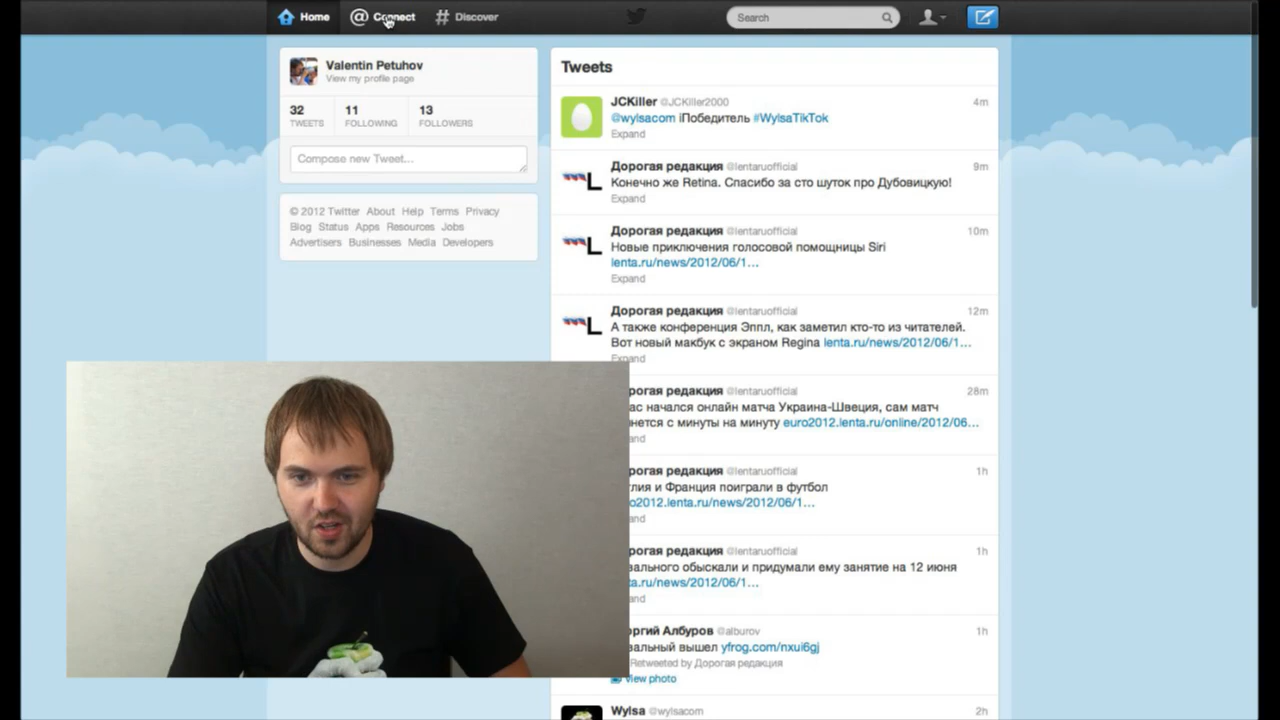 Home
Connect
Discover
Search
Valentin Petuhov
View my profile page
32
TWEETS
11
FOLLOWING
13
FOLLOWERS
Compose new Tweet...
© 2012 Twitter About Help Terms Privacy
Blog Status Apps Resources Jobs
Advertisers Businesses Media Developers
Tweets
JCKiller @JCKiller2000 4m
@wylsacom iПобедитель #WylsaTikTok
Expand
Дорогая редакция @lentaruofficial 9m
Конечно же Retina. Спасибо за сто шуток про Дубовицкую!
Expand
Дорогая редакция @lentaruofficial 10m
Новые приключения голосовой помощницы Siri
lenta.ru/news/2012/06/1...
Expand
Дорогая редакция @lentaruofficial 12m
А также конференция Эппл, как заметил кто-то из читателей.
Вот новый макбук с экраном Regina lenta.ru/news/2012/06/1...
Expand
орогая редакция @lentaruofficial 28m
ас начался онлайн матча Украина-Швеция, сам матч
нется с минуты на минуту euro2012.lenta.ru/online/2012/06...
and
орогая редакция @lentaruofficial 1h
глия и Франция поиграли в футбол
o2012.lenta.ru/news/2012/06/1...
and
орогая редакция @lentaruofficial 1h
вального обыскали и придумали ему занятие на 12 июня
ta.ru/news/2012/06/1...
and
оргий Албуров @alburov 1h
вальный вышел yfrog.com/nxui6gj
Retweeted by Дорогая редакция
View photo
Wylsa @wylsacom 2h